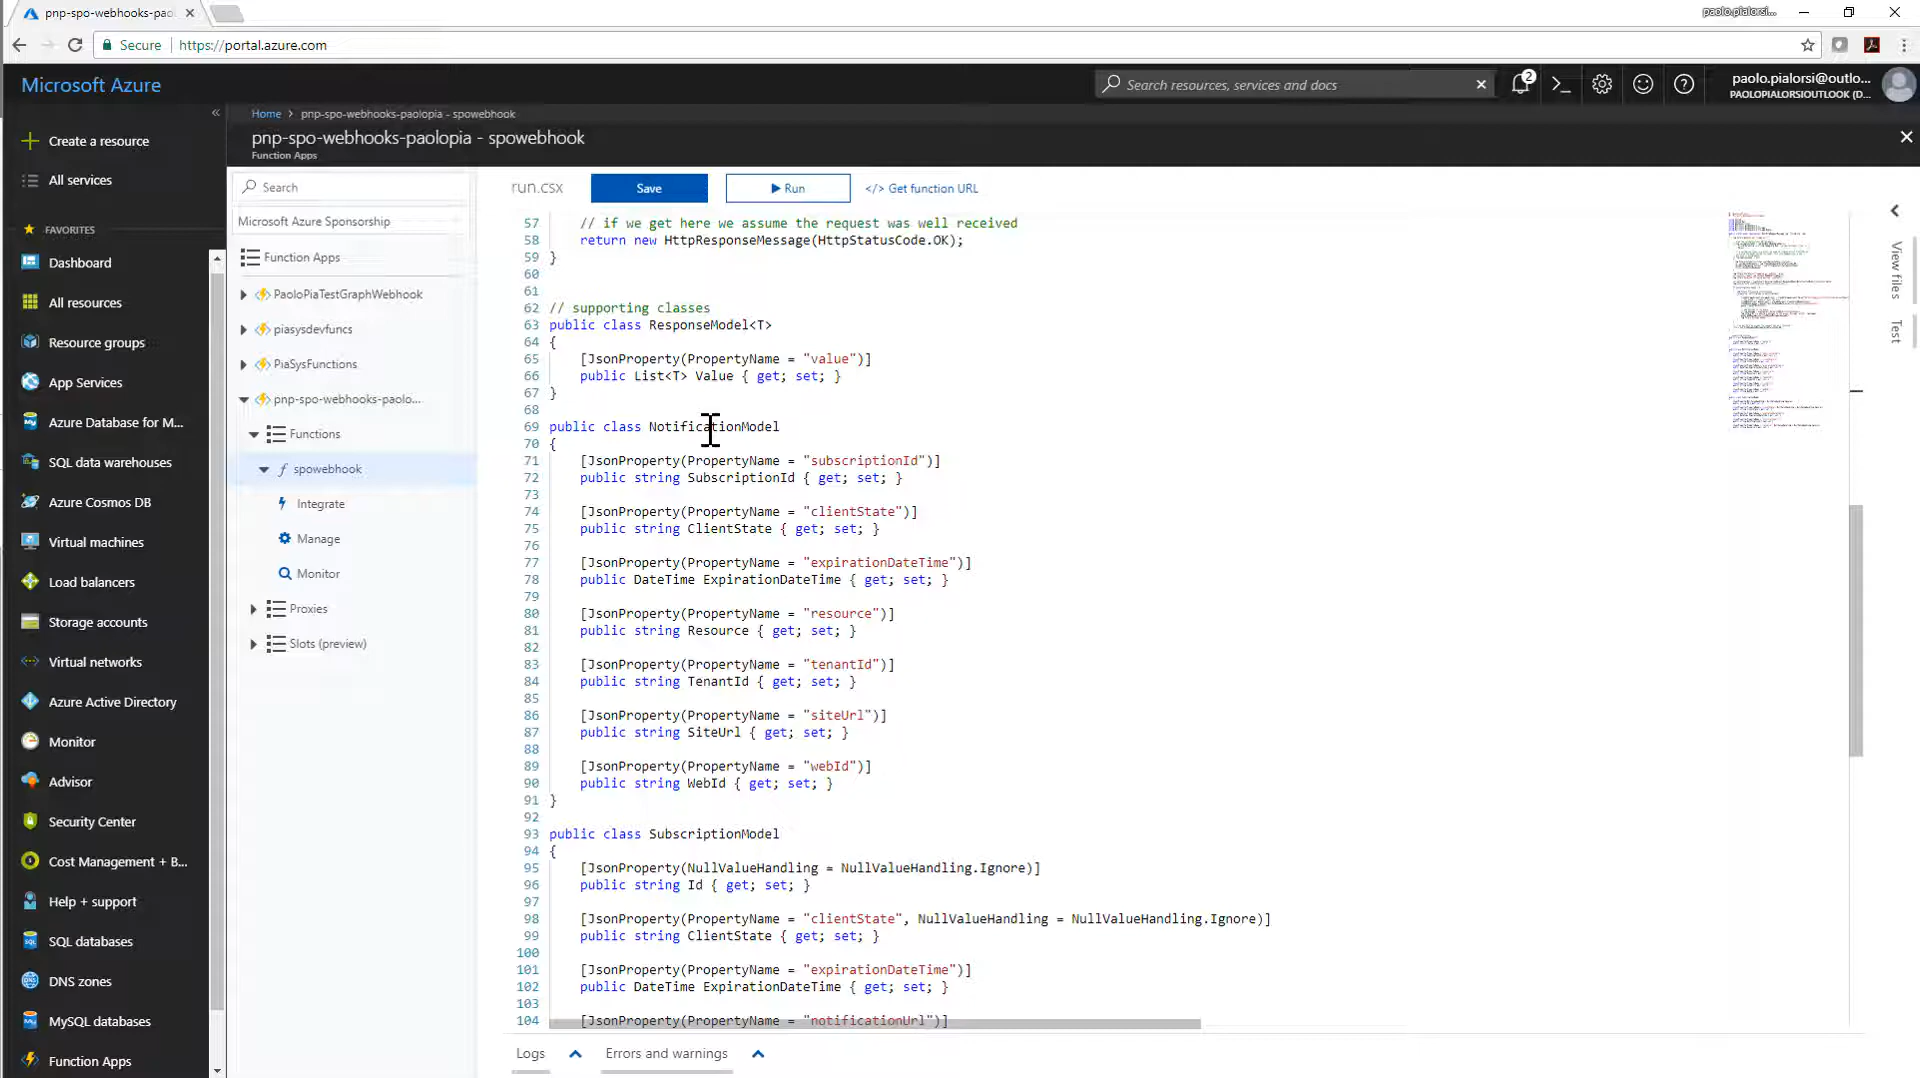 pnp-spo-webhooks-pao
paolo.pialorsi...
Secure
https://portal.azure.com
Microsoft Azure
Search resources, services and docs
2
paolo.pialorsi@outlo...
PAOLOPIALORSIOUTLOOK (D...
Home > pnp-spo-webhooks-paolopia - spowebhook
pnp-spo-webhooks-paolopia - spowebhook
Function Apps
Create a resource
All services
FAVORITES
Dashboard
All resources
Resource groups
App Services
Azure Database for M...
SQL data warehouses
Azure Cosmos DB
Virtual machines
Load balancers
Storage accounts
Virtual networks
Azure Active Directory
Monitor
Advisor
Security Center
Cost Management + B...
Help + support
SQL databases
DNS zones
MySQL databases
Function Apps
Search
Microsoft Azure Sponsorship
Function Apps
PaoloPiaTestGraphWebhook
piasysdevfuncs
PiaSysFunctions
pnp-spo-webhooks-paolo...
Functions
spowebhook
Integrate
Manage
Monitor
Proxies
Slots (preview)
run.csx
Save
Run
</> Get function URL
57 // if we get here we assume the request was well received
58 return new HttpResponseMessage(HttpStatusCode.OK);
59 }
60
61
62 // supporting classes
63 public class ResponseModel<T>
64 {
65 [JsonProperty(PropertyName = "value")]
66 public List<T> Value { get; set; }
67 }
68
69 public class NotificationModel
70 {
71 [JsonProperty(PropertyName = "subscriptionId")]
72 public string SubscriptionId { get; set; }
73
74 [JsonProperty(PropertyName = "clientState")]
75 public string ClientState { get; set; }
76
77 [JsonProperty(PropertyName = "expirationDateTime")]
78 public DateTime ExpirationDateTime { get; set; }
79
80 [JsonProperty(PropertyName = "resource")]
81 public string Resource { get; set; }
82
83 [JsonProperty(PropertyName = "tenantId")]
84 public string TenantId { get; set; }
85
86 [JsonProperty(PropertyName = "siteUrl")]
87 public string SiteUrl { get; set; }
88
89 [JsonProperty(PropertyName = "webId")]
90 public string WebId { get; set; }
91 }
92
93 public class SubscriptionModel
94 {
95 [JsonProperty(NullValueHandling = NullValueHandling.Ignore)]
96 public string Id { get; set; }
97
98 [JsonProperty(PropertyName = "clientState", NullValueHandling = NullValueHandling.Ignore)]
99 public string ClientState { get; set; }
100
101 [JsonProperty(PropertyName = "expirationDateTime")]
102 public DateTime ExpirationDateTime { get; set; }
103
104 [JsonProperty(PropertyName = "notificationUrl")]
View files
Test
Logs
Errors and warnings